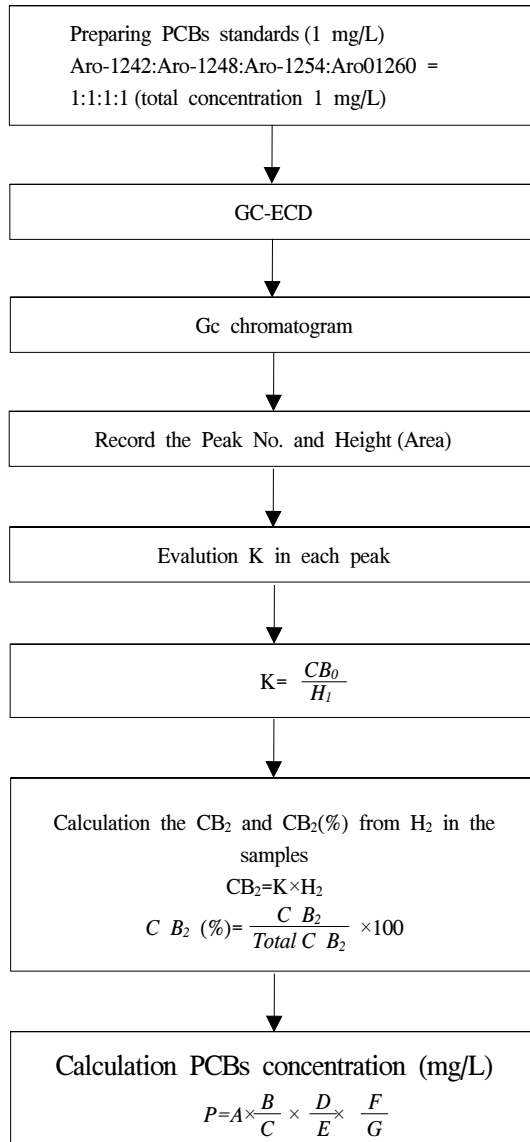 Preparing PCBs standards (1 mg/L)
Aro-1242:Aro-1248:Aro-1254:Aro01260 =
1:1:1:1 (total concentration 1 mg/L)
GC-ECD
Gc chromatogram
Record the Peak No. and Height (Area)
Evalution K in each peak
K= CB₀/H₁
Calculation the CB₂ and CB₂(%) from H₂ in the
samples
CB₂=K×H₂
C B₂ (%)= C B₂/Total C B₂ ×100
Calculation PCBs concentration (mg/L)
P=A×B/C × D/E× F/G